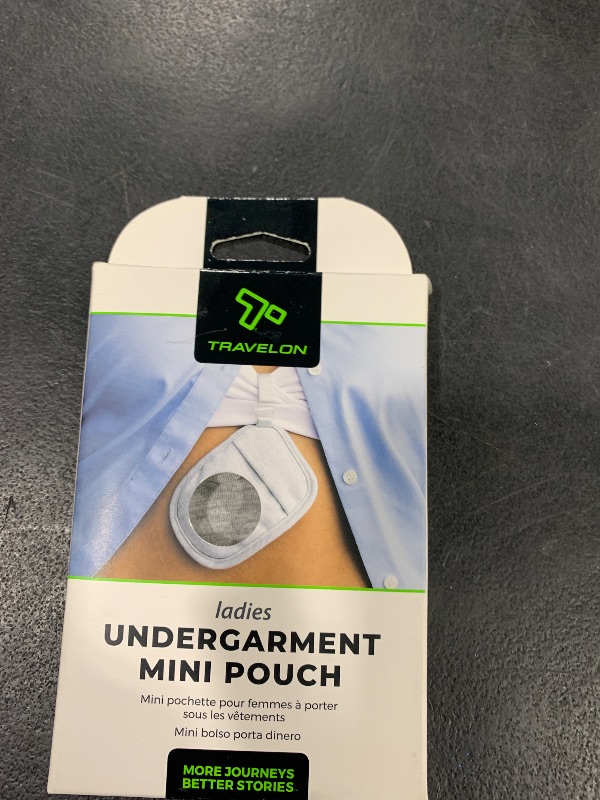 TRAVELON
ladies
UNDERGARMENT
MINI POUCH
Mini pochette pour femmes à porter
sous les vêtements
Mini bolso porta dinero
MORE JOURNEYS
BETTER STORIES